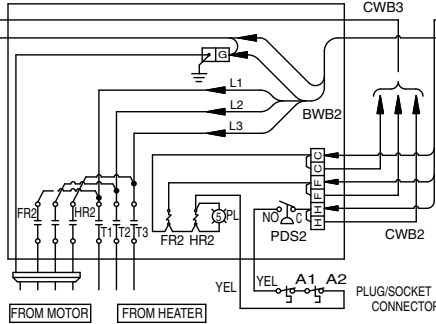 CWB3
G
L1
L2
L3
BWB2
C
C
F
F
H
H
FR2
HR2
T1
T2
T3
FR2
HR2
5
PL
NO
C
PDS2
CWB2
YEL
YEL
A1
A2
PLUG/SOCKET
CONNECTOR
FROM MOTOR
FROM HEATER